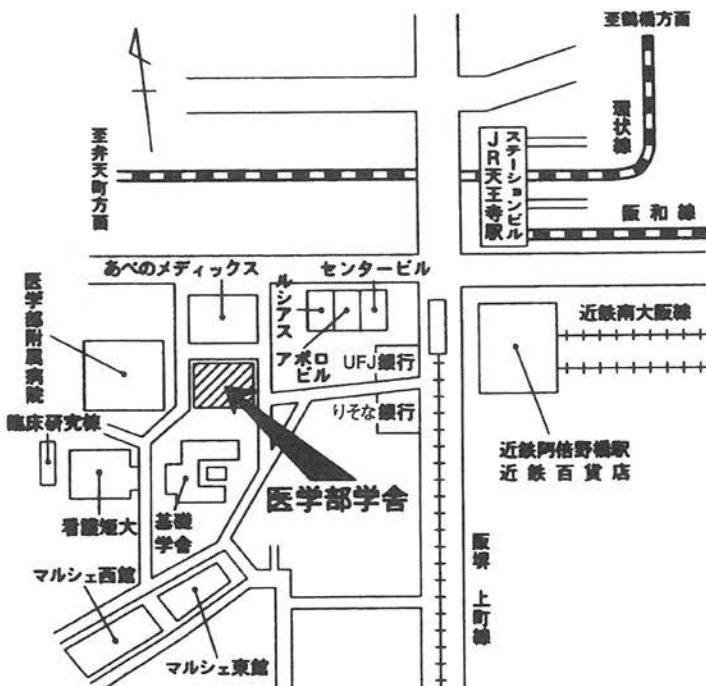 至鶴橋方面
環状線
至弁天町方面
ステーションビル
JR天王寺駅
阪和線
あべのメディックス
センタービル
ルシアス
アポロ
ビル
医学部附属病院
近鉄南大阪線
UFJ銀行
りそな銀行
臨床研究棟
近鉄阿倍野橋駅
近鉄百貨店
医学部学舎
看護短大
基礎
学舎
マルシェ西館
マルシェ東館
阪堺 上町線